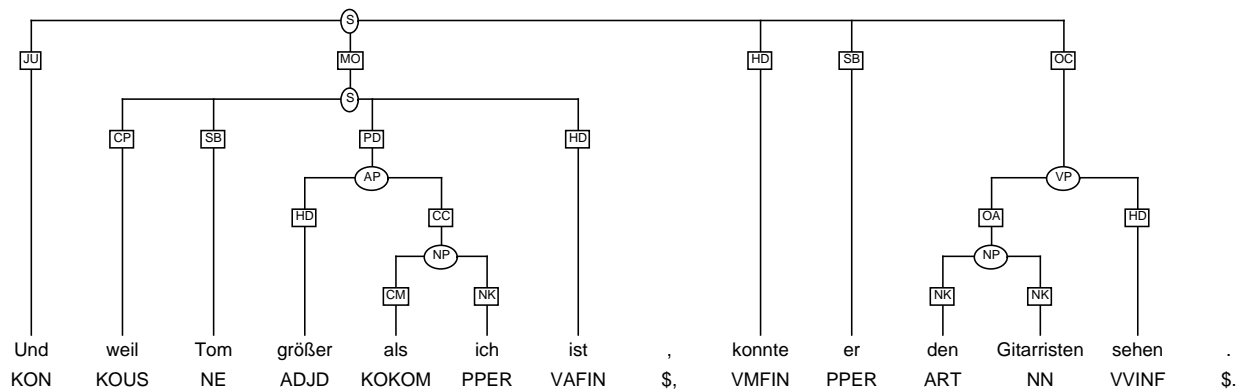 S
JU MO HD SB OC
S
CP SB PD HD
AP VP
HD CC OA HD
NP NP
CM NK NK NK
Und weil Tom größer als ich ist , konnte er den Gitarristen sehen .
KON KOUS NE ADJD KOKOM PPER VAFIN $, VMFIN PPER ART NN VVINF $.